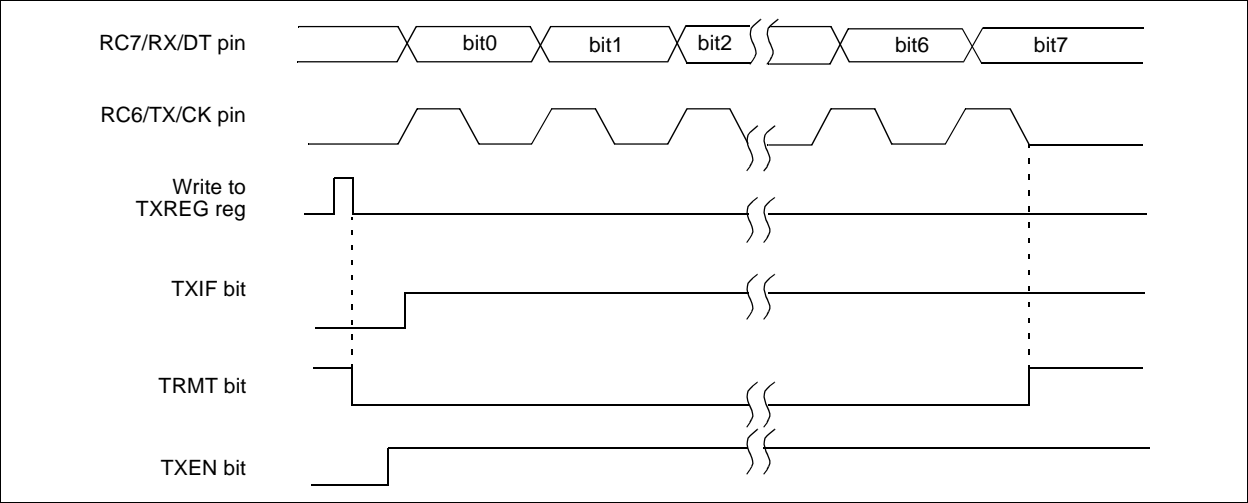 RC7/RX/DT pin
bit0 bit1 bit2 bit6 bit7
RC6/TX/CK pin
Write to
TXREG reg
TXIF bit
TRMT bit
TXEN bit